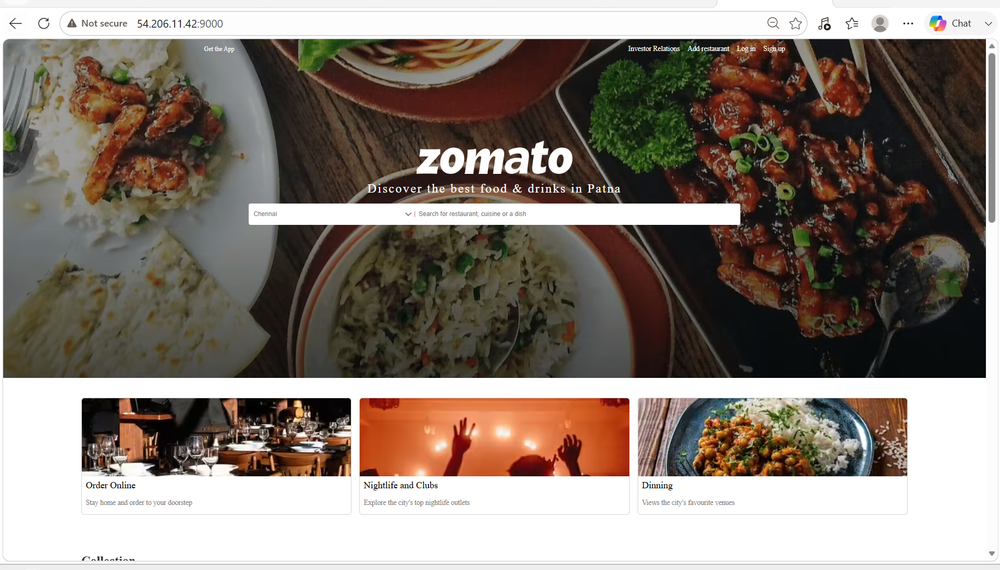 Not secure 54.206.11.42:9000 Chat
Get the App Investor Relations Add restaurant Log in Sign up
zomato
Discover the best food & drinks in Patna
Chennai | Search for restaurant, cuisine or a dish
Order Online
Stay home and order to your doorstep
Nightlife and Clubs
Explore the city's top nightlife outlets
Dinning
Views the city's favourite venues
Collection